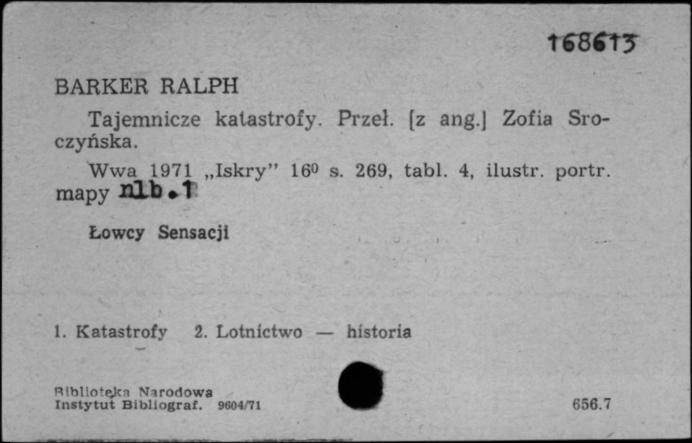 168613
BARKER RALPH
Tajemnicze katastrofy. Przeł. [z ang.] Zofia Sro-
czyńska.
Wwa 1971 „Iskry” 16⁰ s. 269, tabl. 4, ilustr. portr.
mapy nlb.1
Łowcy Sensacji
1. Katastrofy 2. Lotnictwo — historia
Biblioteka Narodowa
Instytut Bibliograf. 9604/71
656.7